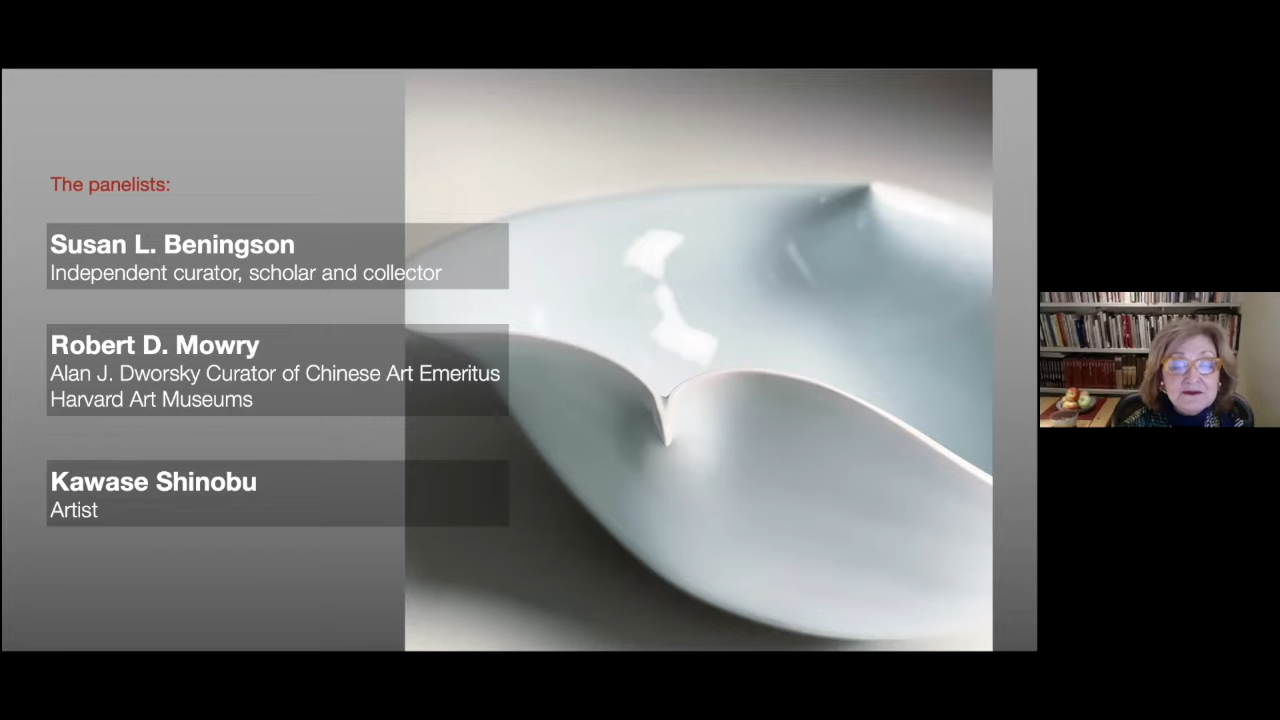 The panelists:
Susan L. Beningson
Independent curator, scholar and collector
Robert D. Mowry
Alan J. Dworsky Curator of Chinese Art Emeritus
Harvard Art Museums
Kawase Shinobu
Artist